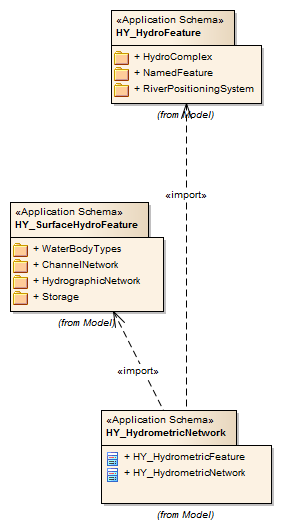 «Application Schema»
HY_HydroFeature
+ HydroComplex
+ NamedFeature
+ RiverPositioningSystem
(from Model)
«import»
«Application Schema»
HY_SurfaceHydroFeature
+ WaterBodyTypes
+ ChannelNetwork
+ HydrographicNetwork
+ Storage
(from Model)
«import»
«Application Schema»
HY_HydrometricNetwork
+ HY_HydrometricFeature
+ HY_HydrometricNetwork
(from Model)